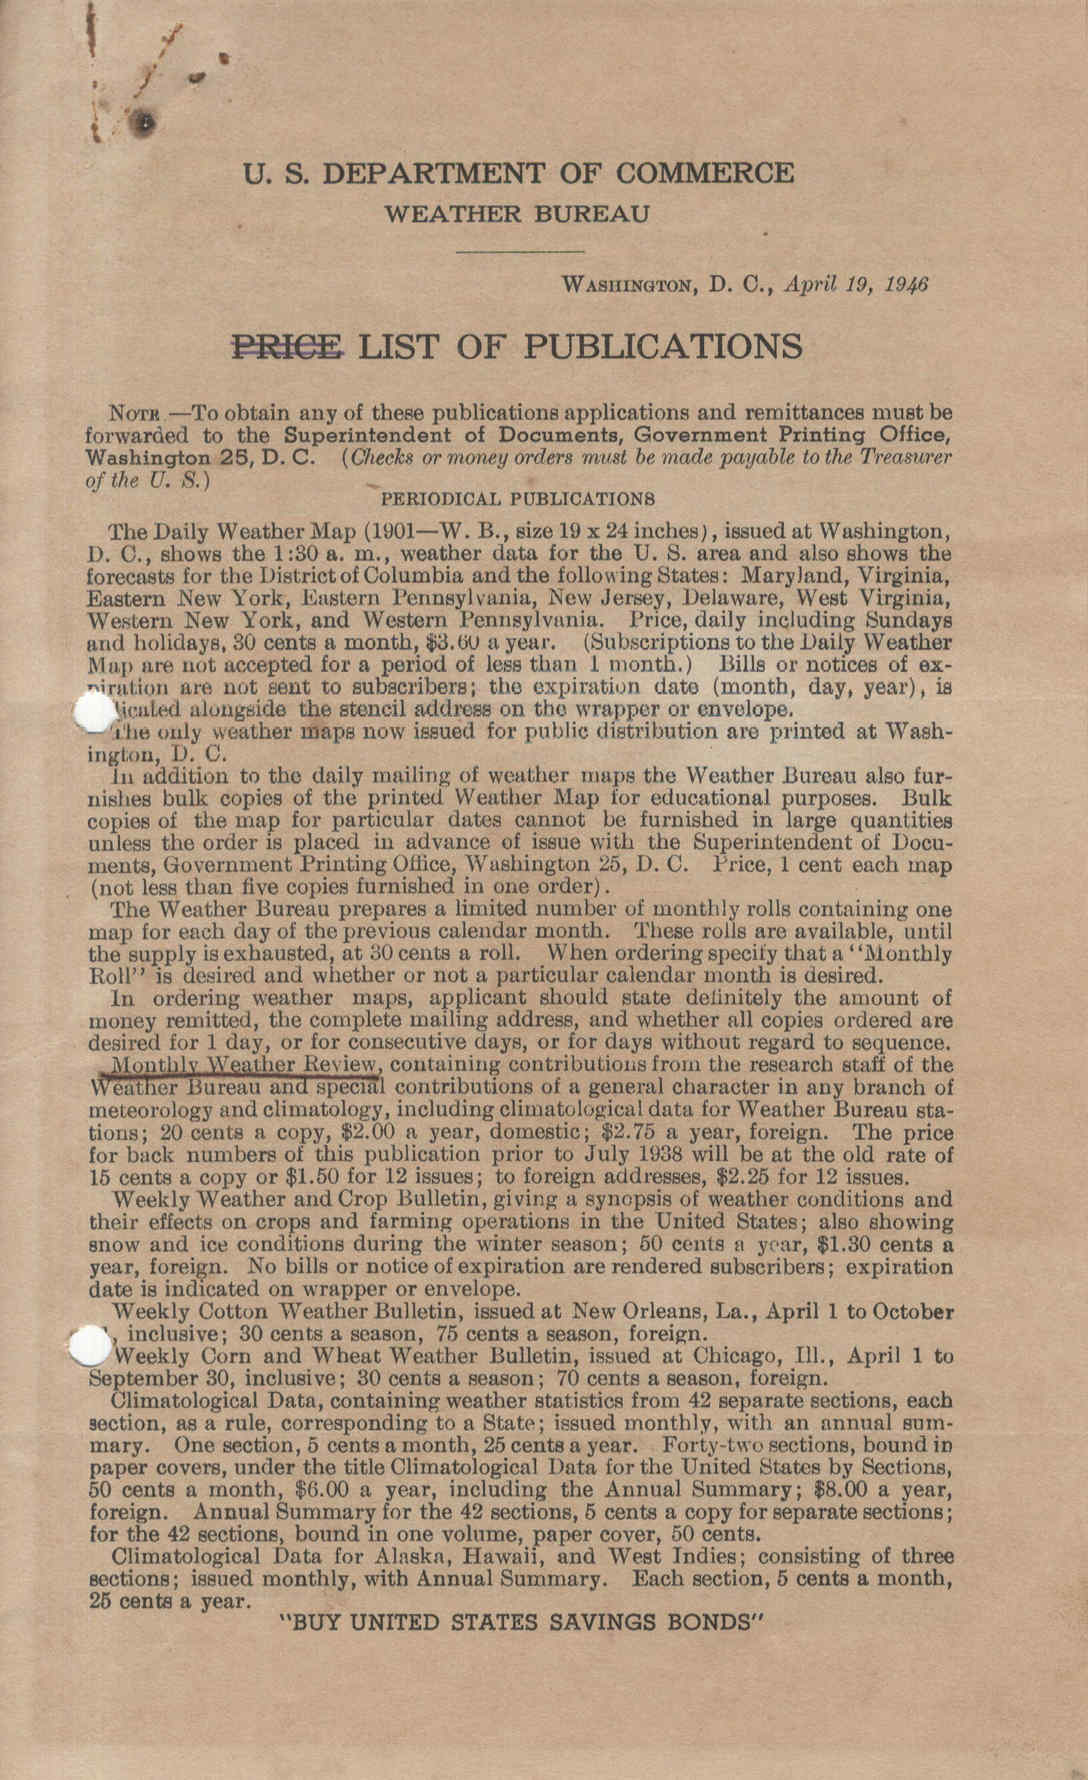 U. S. DEPARTMENT OF COMMERCE
WEATHER BUREAU
WASHINGTON, D. C., April 19, 1946
PRICE LIST OF PUBLICATIONS
NOTE.—To obtain any of these publications applications and remittances must be
forwarded to the Superintendent of Documents, Government Printing Office,
Washington 25, D. C. (Checks or money orders must be made payable to the Treasurer
of the U. S.)
PERIODICAL PUBLICATIONS
The Daily Weather Map (1901—W. B., size 19 x 24 inches), issued at Washington,
D. C., shows the 1:30 a. m., weather data for the U. S. area and also shows the
forecasts for the District of Columbia and the following States: Maryland, Virginia,
Eastern New York, Eastern Pennsylvania, New Jersey, Delaware, West Virginia,
Western New York, and Western Pennsylvania. Price, daily including Sundays
and holidays, 30 cents a month, $3.60 a year. (Subscriptions to the Daily Weather
Map are not accepted for a period of less than 1 month.) Bills or notices of ex-
piration are not sent to subscribers; the expiration date (month, day, year), is
licated alongside the stencil address on the wrapper or envelope.
The only weather maps now issued for public distribution are printed at Wash-
ington, D. C.
In addition to the daily mailing of weather maps the Weather Bureau also fur-
nishes bulk copies of the printed Weather Map for educational purposes. Bulk
copies of the map for particular dates cannot be furnished in large quantities
unless the order is placed in advance of issue with the Superintendent of Docu-
ments, Government Printing Office, Washington 25, D. C. Price, 1 cent each map
(not less than five copies furnished in one order).
The Weather Bureau prepares a limited number of monthly rolls containing one
map for each day of the previous calendar month. These rolls are available, until
the supply is exhausted, at 30 cents a roll. When ordering specify that a "Monthly
Roll" is desired and whether or not a particular calendar month is desired.
In ordering weather maps, applicant should state definitely the amount of
money remitted, the complete mailing address, and whether all copies ordered are
desired for 1 day, or for consecutive days, or for days without regard to sequence.
Monthly Weather Review, containing contributions from the research staff of the
Weather Bureau and special contributions of a general character in any branch of
meteorology and climatology, including climatological data for Weather Bureau sta-
tions; 20 cents a copy, $2.00 a year, domestic; $2.75 a year, foreign. The price
for back numbers of this publication prior to July 1938 will be at the old rate of
15 cents a copy or $1.50 for 12 issues; to foreign addresses, $2.25 for 12 issues.
Weekly Weather and Crop Bulletin, giving a synopsis of weather conditions and
their effects on crops and farming operations in the United States; also showing
snow and ice conditions during the winter season; 50 cents a year, $1.30 cents a
year, foreign. No bills or notice of expiration are rendered subscribers; expiration
date is indicated on wrapper or envelope.
Weekly Cotton Weather Bulletin, issued at New Orleans, La., April 1 to October
, inclusive; 30 cents a season, 75 cents a season, foreign.
Weekly Corn and Wheat Weather Bulletin, issued at Chicago, Ill., April 1 to
September 30, inclusive; 30 cents a season; 70 cents a season, foreign.
Climatological Data, containing weather statistics from 42 separate sections, each
section, as a rule, corresponding to a State; issued monthly, with an annual sum-
mary. One section, 5 cents a month, 25 cents a year. Forty-two sections, bound in
paper covers, under the title Climatological Data for the United States by Sections,
50 cents a month, $6.00 a year, including the Annual Summary; $8.00 a year,
foreign. Annual Summary for the 42 sections, 5 cents a copy for separate sections;
for the 42 sections, bound in one volume, paper cover, 50 cents.
Climatological Data for Alaska, Hawaii, and West Indies; consisting of three
sections; issued monthly, with Annual Summary. Each section, 5 cents a month,
25 cents a year.
"BUY UNITED STATES SAVINGS BONDS"